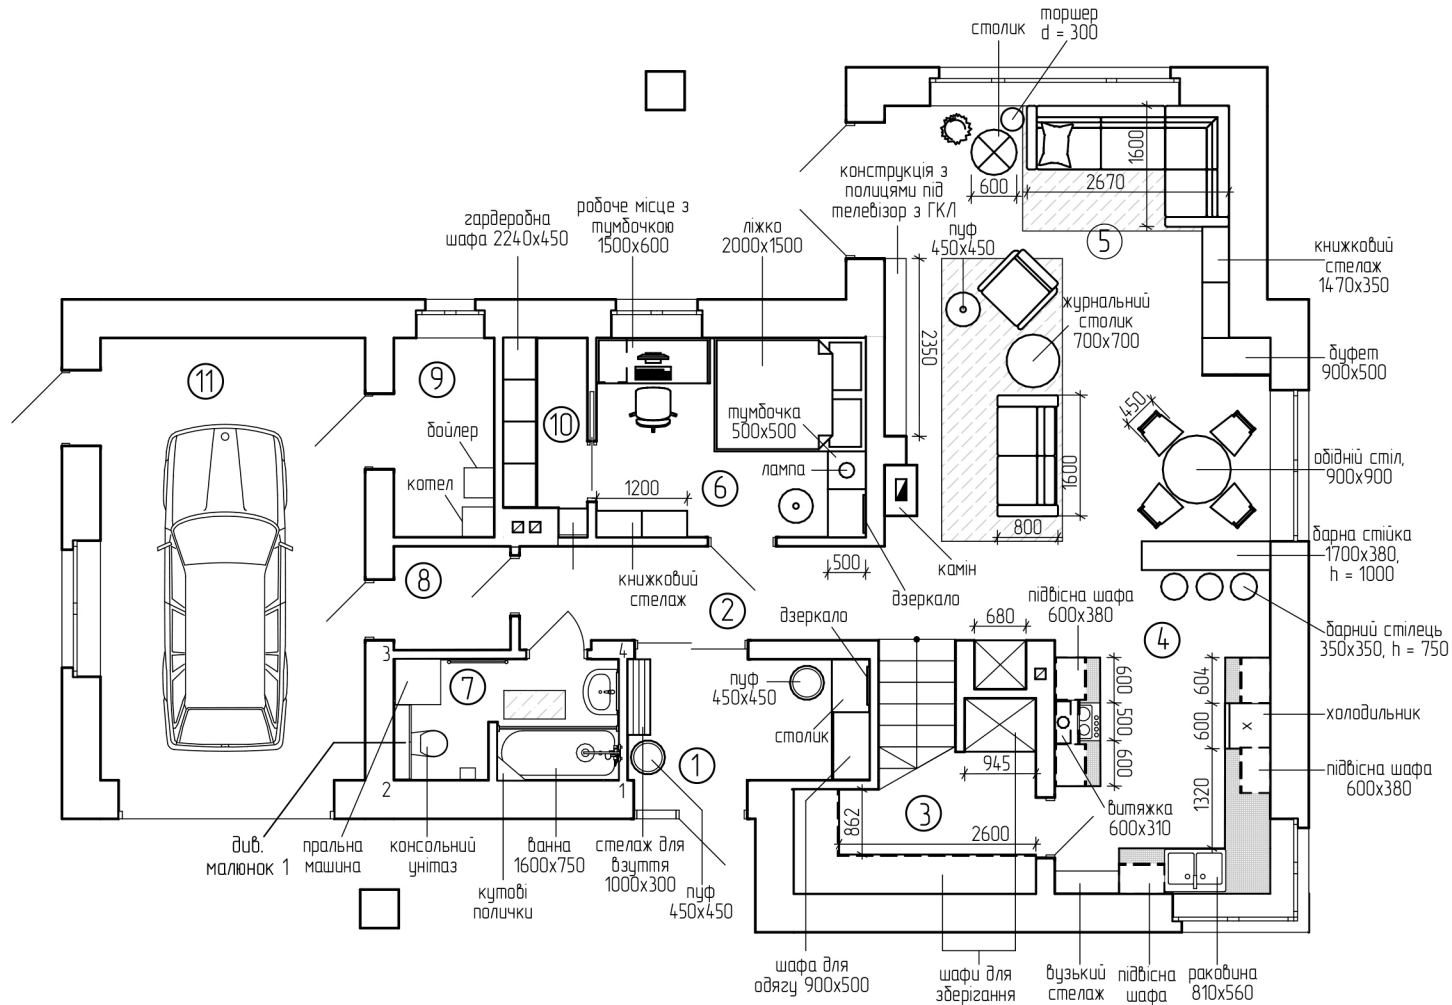 столик
торшер
d = 300
конструкція з
полицями під
телевізор з ГКЛ
600
1600
2670
5
гардеробна
шафа 2240х450
робоче місце з
тумбочкою
1500х600
ліжко
2000х1500
пуф
450х450
книжковий
стелаж
1470х350
журнальний
столик
700х700
2350
буфет
900х500
11
9
10
бойлер
котел
тумбочка
500х500
лампа
6
1200
450
обідній стіл,
900х900
1600
800
500
камін
дзеркало
барна стійка
1700х380,
h = 1000
8
книжковий
стелаж
2
дзеркало
680
підвісна шафа
600х380
4
барний стілець
350х350, h = 750
3
4
7
пуф
450х450
столик
600
500
600
604
600
1320
х
холодильник
підвісна шафа
600х380
1
945
2
1
862
3
2600
витяжка
600х310
див.
малюнок 1
пральна
машина
консольний
унітаз
ванна
1600х750
кутові
полички
стелаж для
взуття
1000х300
пуф
450х450
шафа для
одягу 900х500
шафи для
зберігання
вузький
стелаж
підвісна
шафа
раковина
810х560